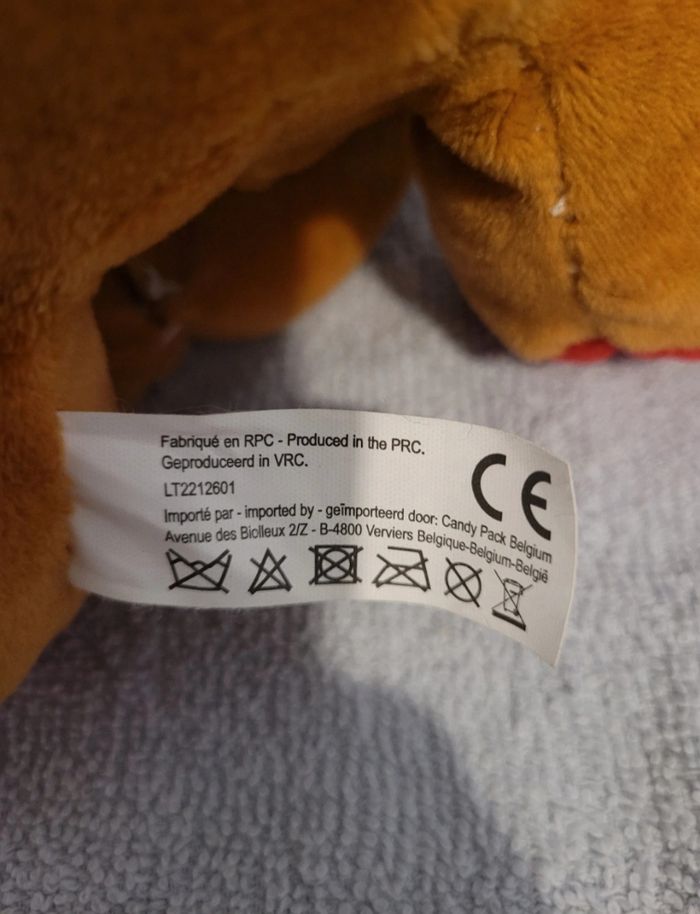 Fabriqué en RPC - Produced in the PRC.
Geproduceerd in VRC.
LT2212601
Importé par - imported by - geïmporteerd door: Candy Pack Belgium
Avenue des Biolleux 2/Z - B-4800 Verviers Belgique-Belgium-België
CE